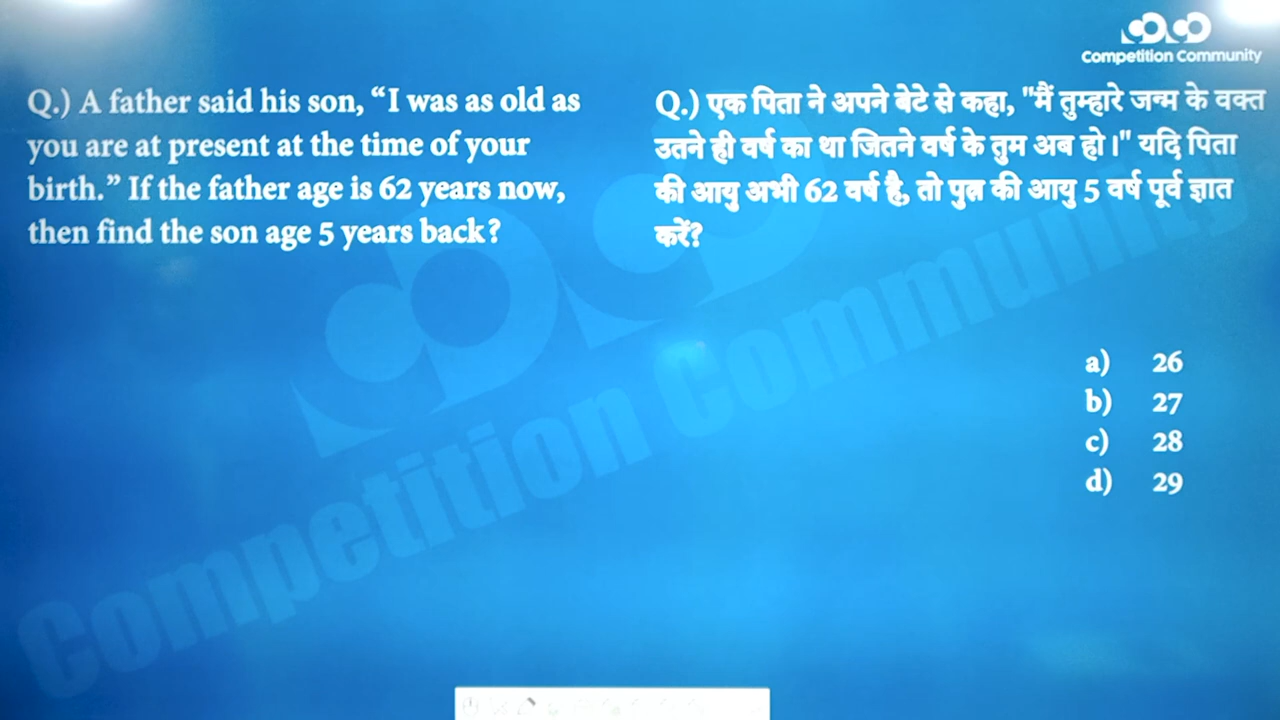 Competition Community
Q.) A father said his son, “I was as old as
you are at present at the time of your
birth.” If the father age is 62 years now,
then find the son age 5 years back?
Q.) एक पिता ने अपने बेटे से कहा, "मैं तुम्हारे जन्म के वक्त
उतने ही वर्ष का था जितने वर्ष के तुम अब हो।" यदि पिता
की आयु अभी 62 वर्ष है, तो पुत्र की आयु 5 वर्ष पूर्व ज्ञात
करें?
a) 26
b) 27
c) 28
d) 29
Competition Community